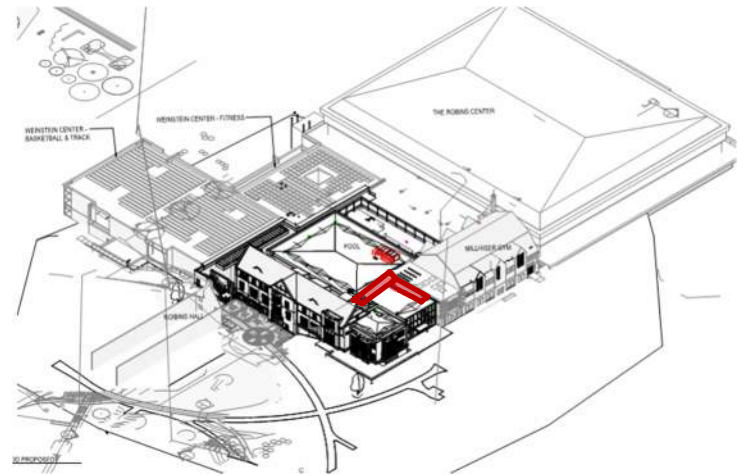 WEINSTEIN CENTER -
BASKETBALL & TRACK
WEINSTEIN CENTER - FITNESS
THE ROBINS CENTER
POOL
MILLHISER GYM
ROBINS HALL
3D PROPOSED